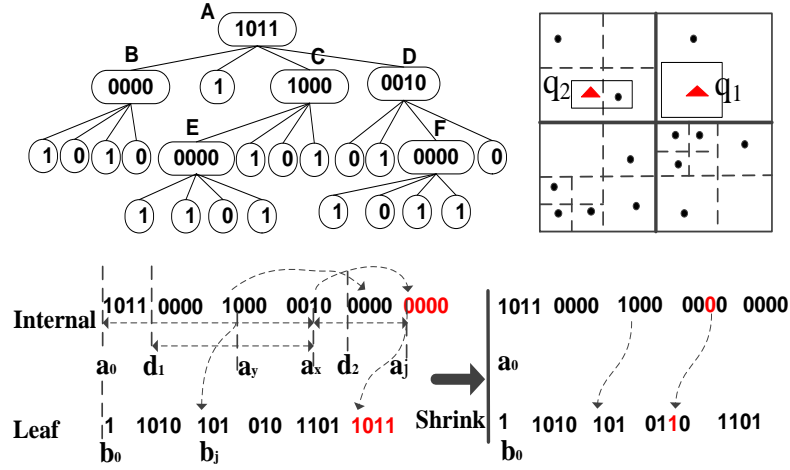 A
1011
B C D
0000 1 1000 0010
E F
1 0 1 0 0000 1 0 1 0 1 0000 0
1 1 0 1 1 0 1 1
q2 q1
Internal 1011 0000 1000 0010 0000 0000
a0 d1 ay ax d2 aj
Leaf 1 1010 101 010 1101 1011
b0 bj
Shrink
1011 0000 1000 0000 0000
a0
1 1010 101 0110 1101
b0